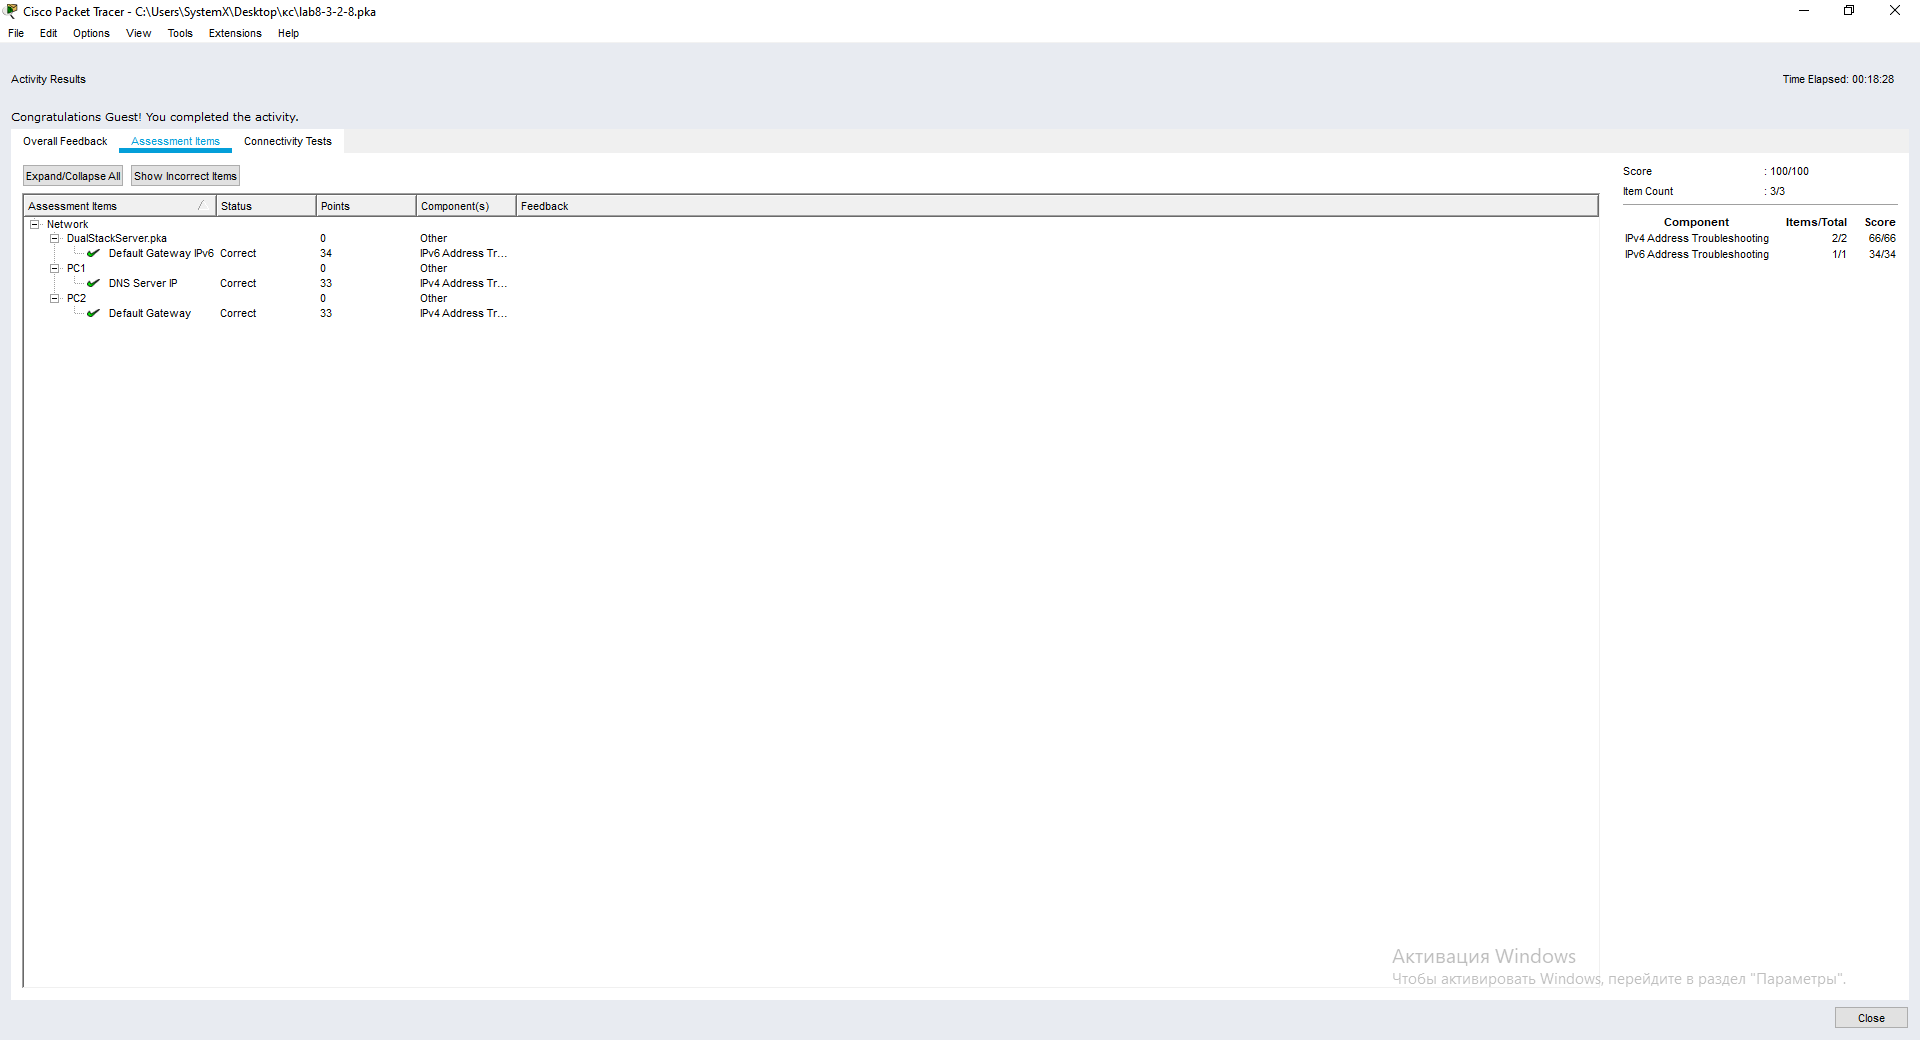 Cisco Packet Tracer - C:\Users\SystemX\Desktop\кс\lab8-3-2-8.pka
File Edit Options View Tools Extensions Help
Activity Results
Time Elapsed: 00:18:28
Congratulations Guest! You completed the activity.
Overall Feedback Assessment Items Connectivity Tests
Expand/Collapse All Show Incorrect Items
Assessment Items Status Points Component(s) Feedback
Network
DualStackServer.pka 0 Other
Default Gateway IPv6 Correct 34 IPv6 Address Tr...
PC1 0 Other
DNS Server IP Correct 33 IPv4 Address Tr...
PC2 0 Other
Default Gateway Correct 33 IPv4 Address Tr...
Score : 100/100
Item Count : 3/3
Component Items/Total Score
IPv4 Address Troubleshooting 2/2 66/66
IPv6 Address Troubleshooting 1/1 34/34
Активация Windows
Чтобы активировать Windows, перейдите в раздел "Параметры".
Close